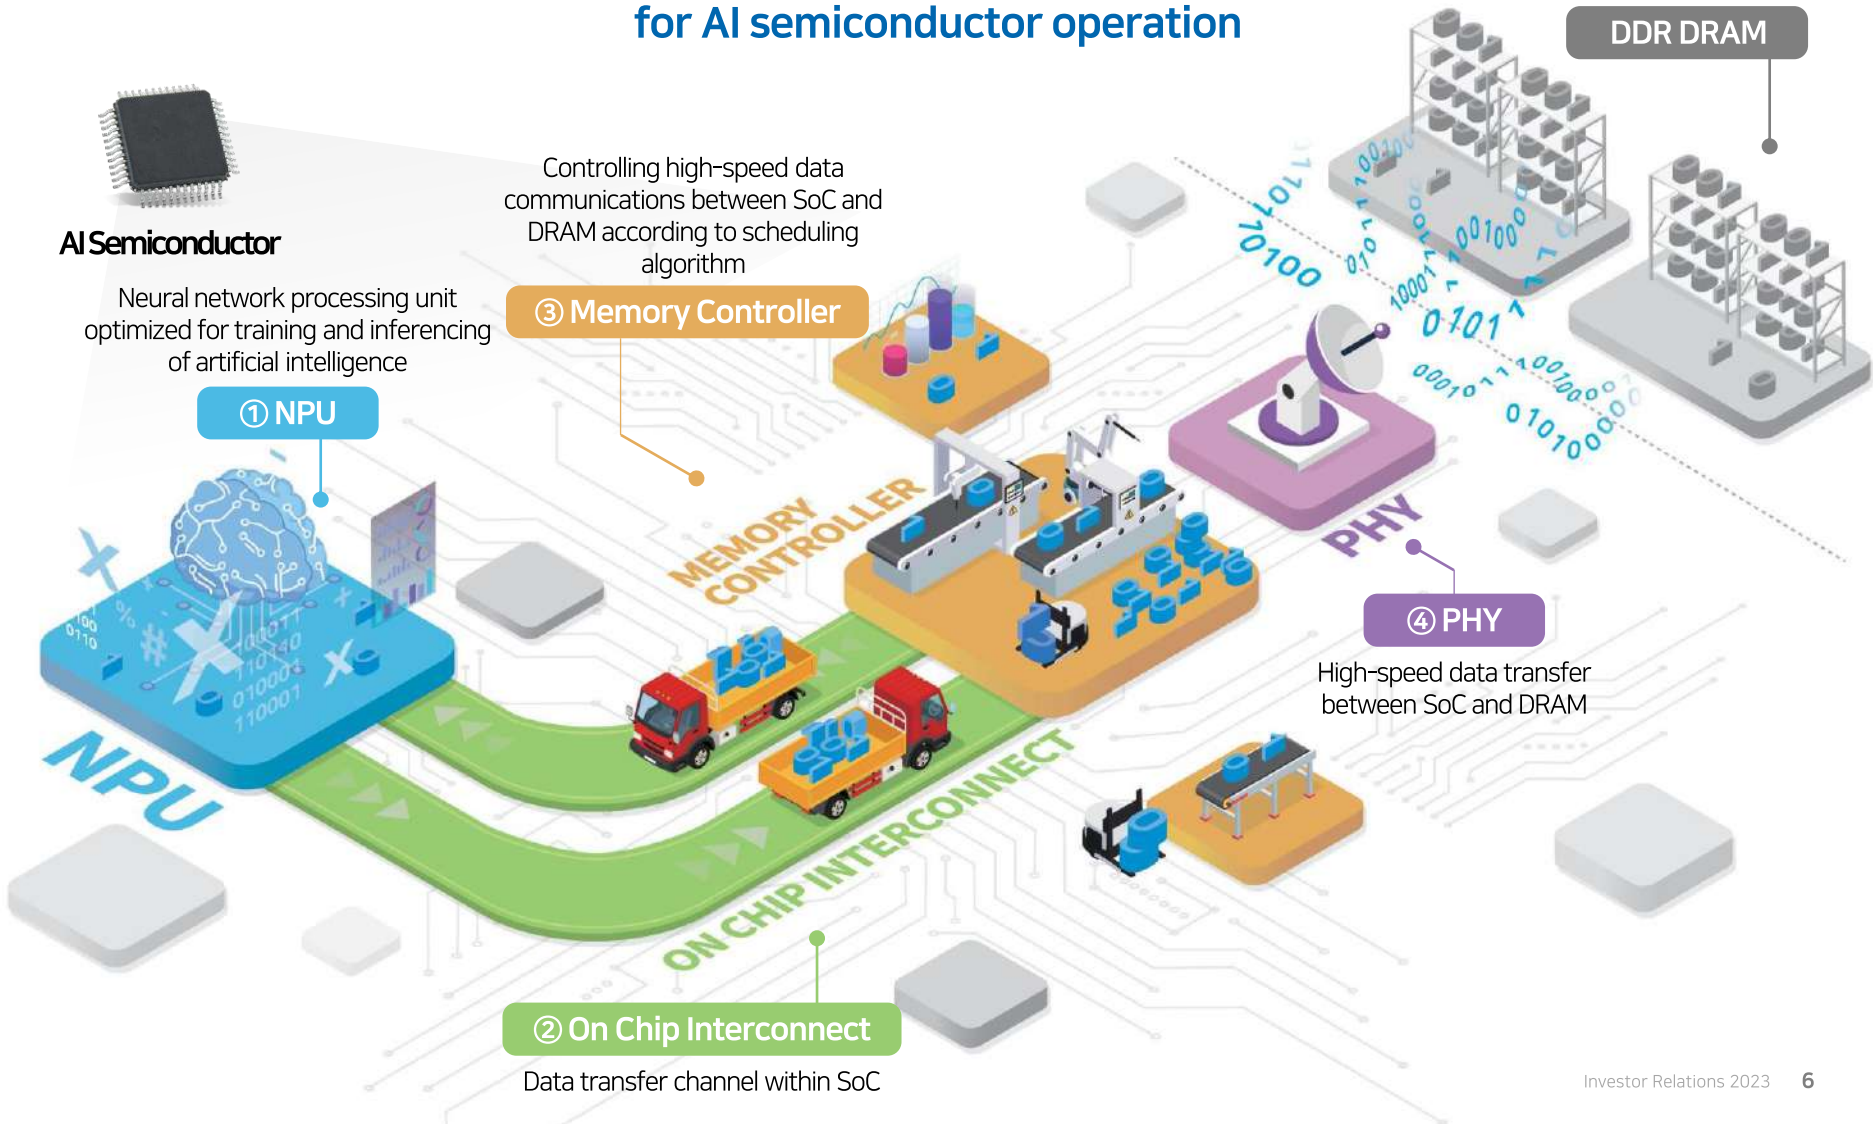 for AI semiconductor operation
DDR DRAM
AI Semiconductor
Neural network processing unit
optimized for training and inferencing
of artificial intelligence
① NPU
Controlling high-speed data
communications between SoC and
DRAM according to scheduling
algorithm
③ Memory Controller
MEMORY
CONTROLLER
PHY
④ PHY
High-speed data transfer
between SoC and DRAM
NPU
ON CHIP INTERCONNECT
② On Chip Interconnect
Data transfer channel within SoC
10100
0101
Investor Relations 2023 6